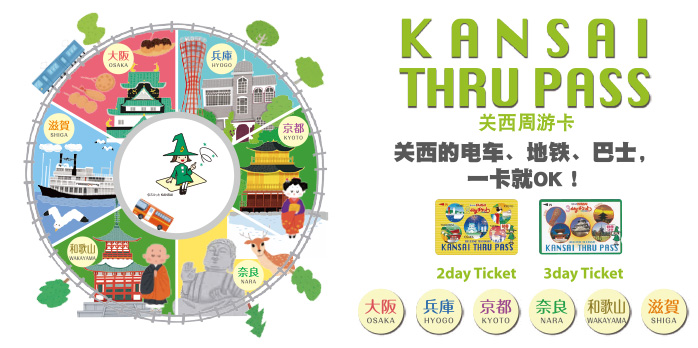 大阪
OSAKA
兵庫
HYOGO
滋賀
SHIGA
京都
KYOTO
和歌山
WAKAYAMA
奈良
NARA
KANSAI
THRU PASS
关西周游卡
关西的电车、地铁、巴士，
一卡就OK！
KANSAI THRU PASS
KANSAI THRU PASS
2day Ticket
3day Ticket
大阪
OSAKA
兵庫
HYOGO
京都
KYOTO
奈良
NARA
和歌山
WAKAYAMA
滋賀
SHIGA